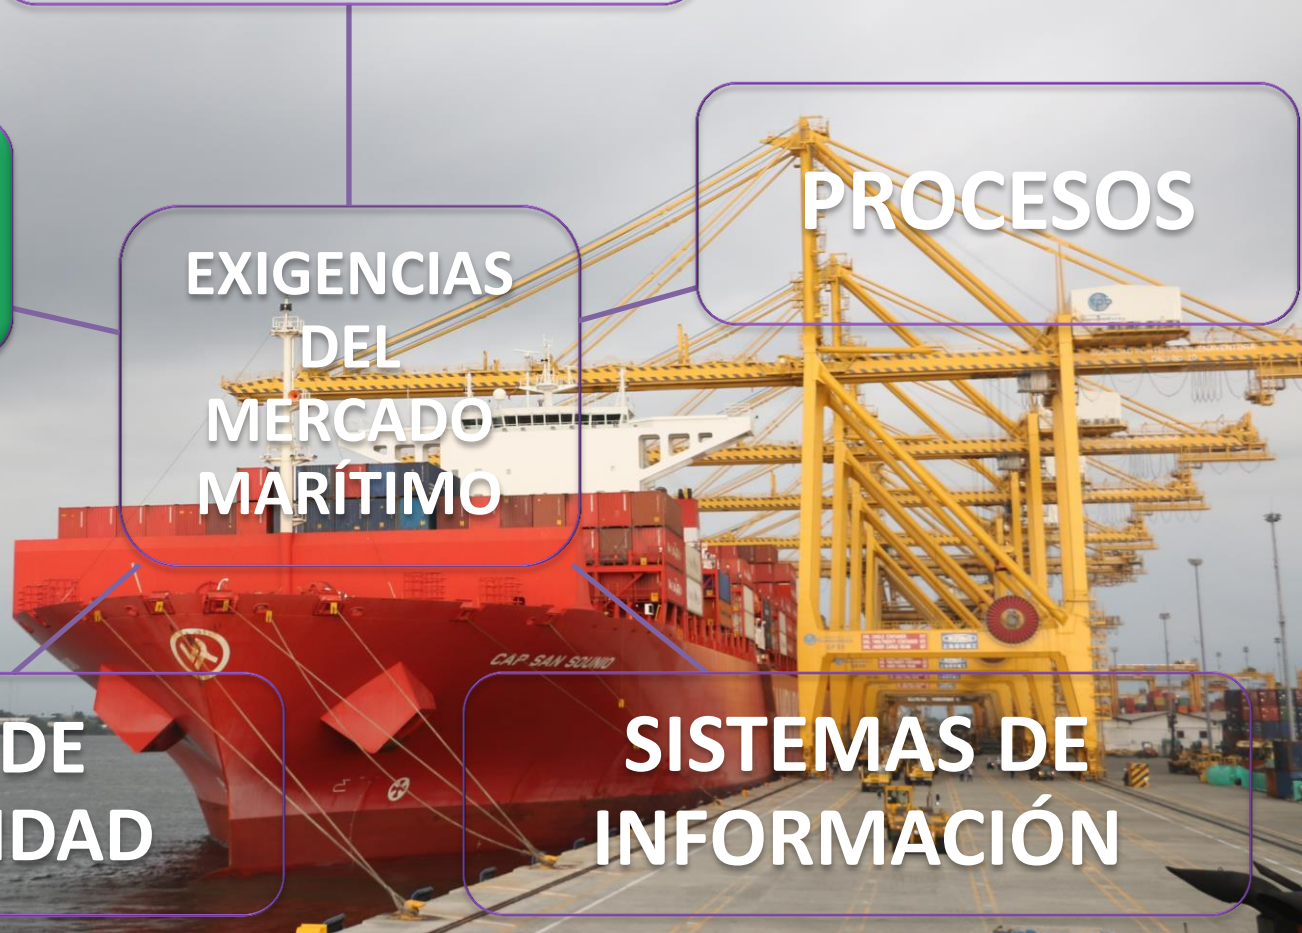 PROCESOS
EXIGENCIAS
DEL
MERCADO
MARÍTIMO
CAP SAN SOUNIO
DE
IDAD
SISTEMAS DE
INFORMACIÓN